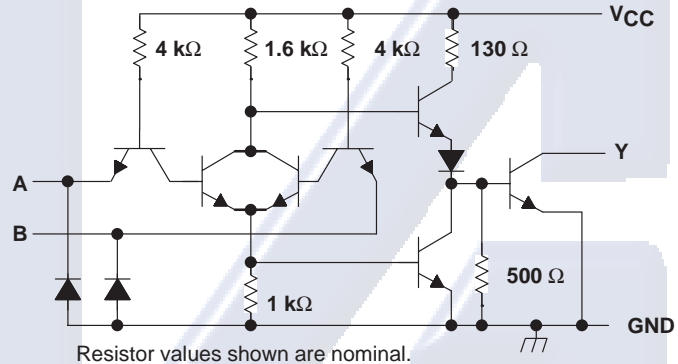 VCC
4 kΩ 1.6 kΩ 4 kΩ 130 Ω
Y
A
B
500 Ω
1 kΩ
GND
Resistor values shown are nominal.